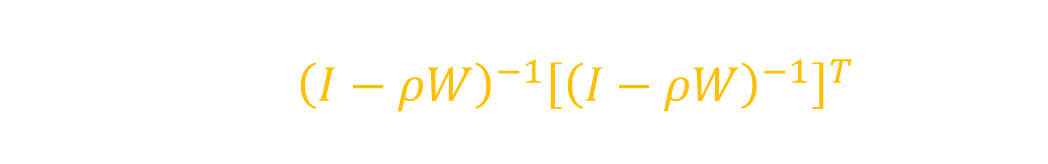 (𝐼 − 𝜌𝑊)⁻¹[(𝐼 − 𝜌𝑊)⁻¹]ᵀ